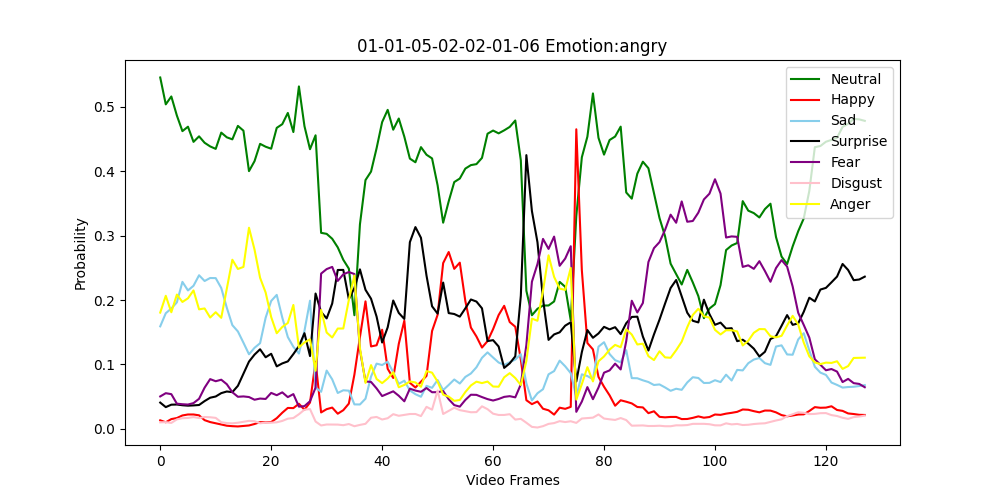 01-01-05-02-02-01-06 Emotion:angry
Probability
0.5
0.4
0.3
0.2
0.1
0.0
0
20
40
60
80
100
120
Video Frames
Neutral
Happy
Sad
Surprise
Fear
Disgust
Anger